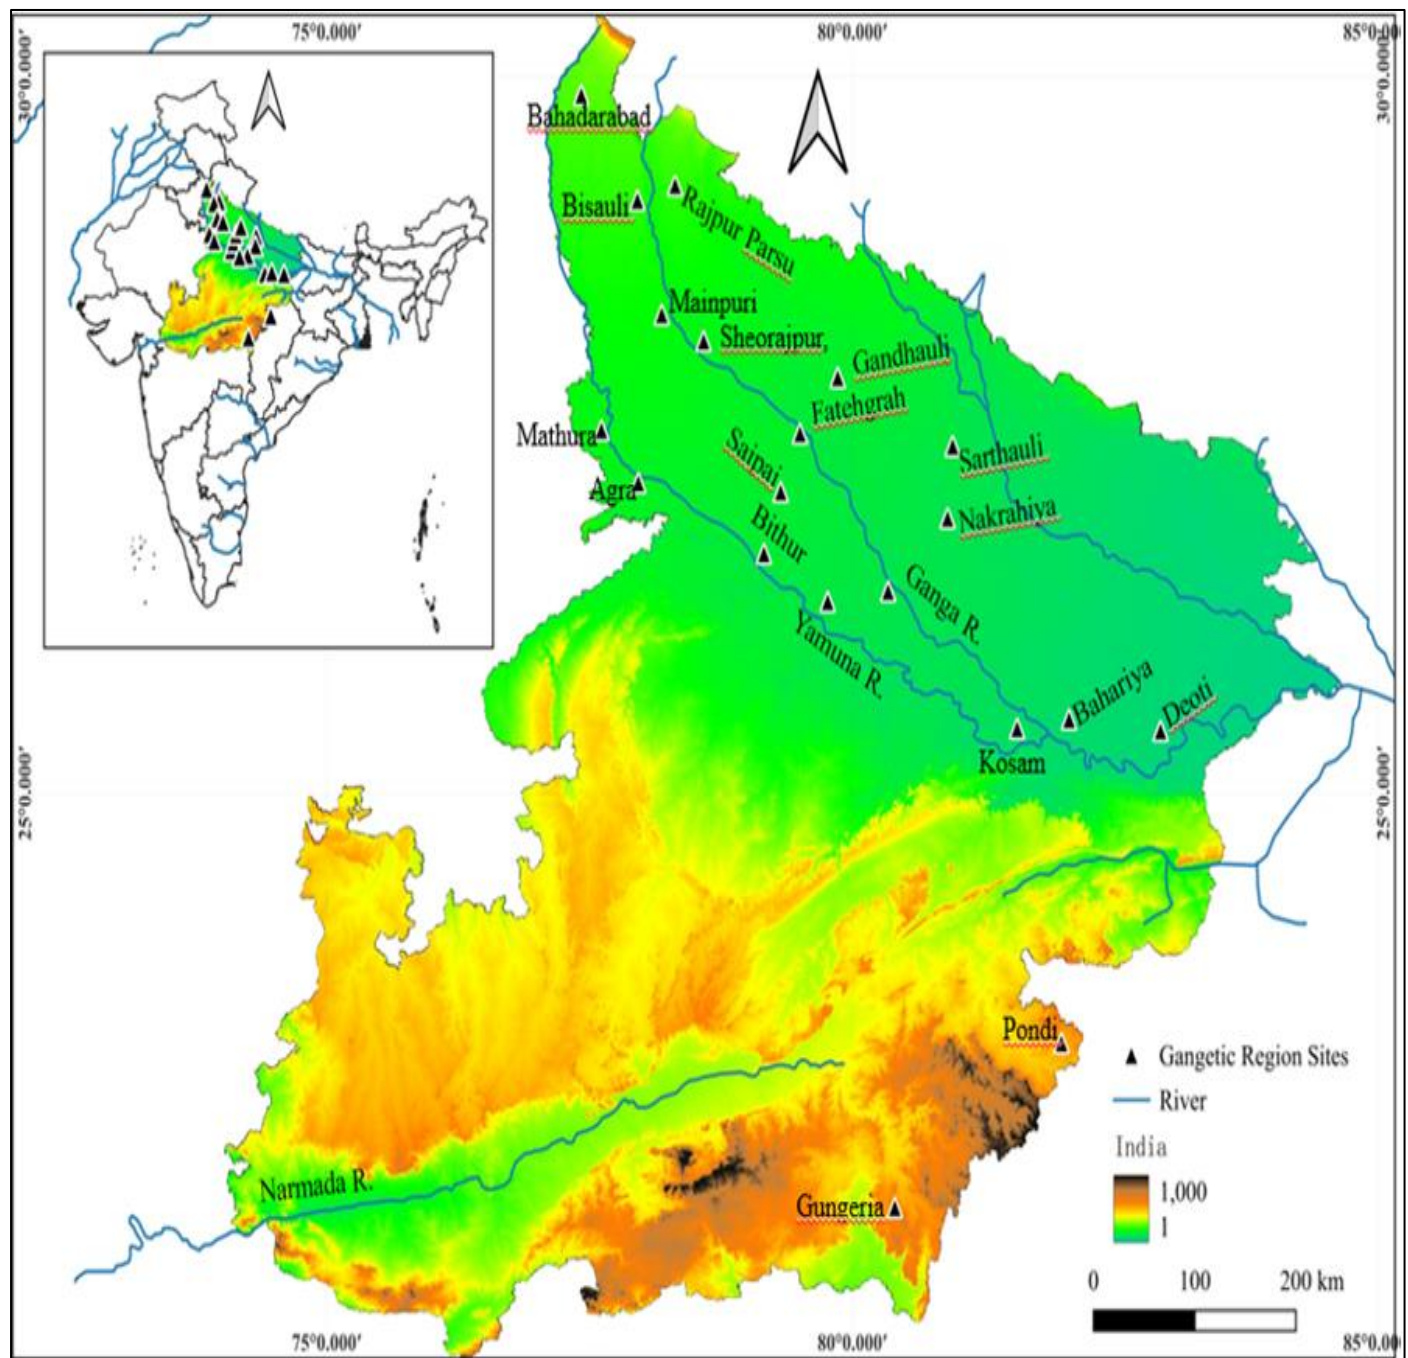 75°0.000′
80°0.000′
85°0.000
30°0.000′
30°0.000′
Bahadarabad
Bisauli
Rajpur Parsu
Mainpuri
Sheorajpur,
Gandhauli
Fatehgrah
Mathura
Saipai
Sarthauli
Agra
Bithur
Nakrahiya
Ganga R.
Yamuna R.
Bahariya
Deoti
Kosam
25°0.000′
25°0.000′
Pondi
Gangetic Region Sites
River
India
1,000
1
Narmada R.
Gungeria
0 100 200 km
75°0.000′
80°0.000′
85°0.000